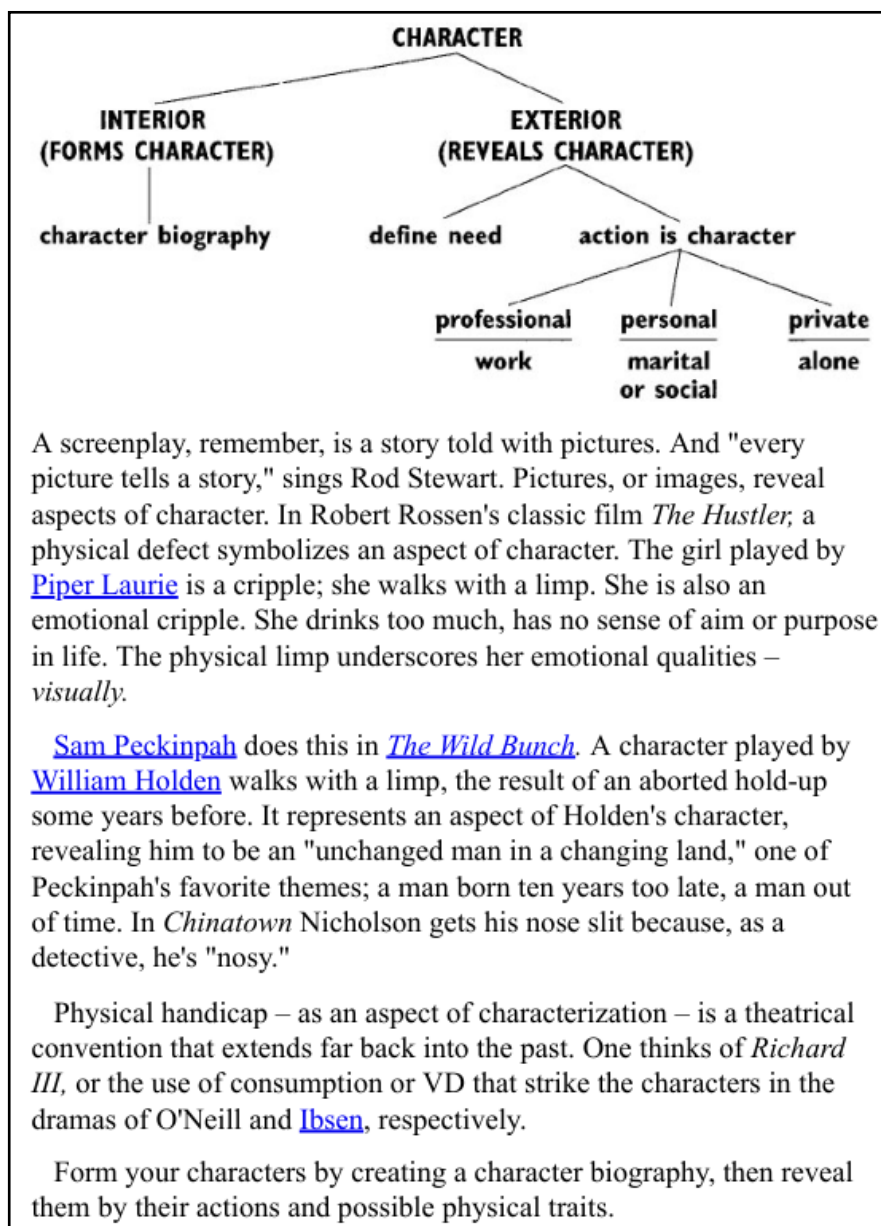 CHARACTER
INTERIOR
(FORMS CHARACTER)
EXTERIOR
(REVEALS CHARACTER)
character biography
define need
action is character
professional
work
personal
marital
or social
private
alone
A screenplay, remember, is a story told with pictures. And "every
picture tells a story," sings Rod Stewart. Pictures, or images, reveal
aspects of character. In Robert Rossen's classic film The Hustler, a
physical defect symbolizes an aspect of character. The girl played by
Piper Laurie is a cripple; she walks with a limp. She is also an
emotional cripple. She drinks too much, has no sense of aim or purpose
in life. The physical limp underscores her emotional qualities –
visually.
Sam Peckinpah does this in The Wild Bunch. A character played by
William Holden walks with a limp, the result of an aborted hold-up
some years before. It represents an aspect of Holden's character,
revealing him to be an "unchanged man in a changing land," one of
Peckinpah's favorite themes; a man born ten years too late, a man out
of time. In Chinatown Nicholson gets his nose slit because, as a
detective, he's "nosy."
Physical handicap – as an aspect of characterization – is a theatrical
convention that extends far back into the past. One thinks of Richard
III, or the use of consumption or VD that strike the characters in the
dramas of O'Neill and Ibsen, respectively.
Form your characters by creating a character biography, then reveal
them by their actions and possible physical traits.